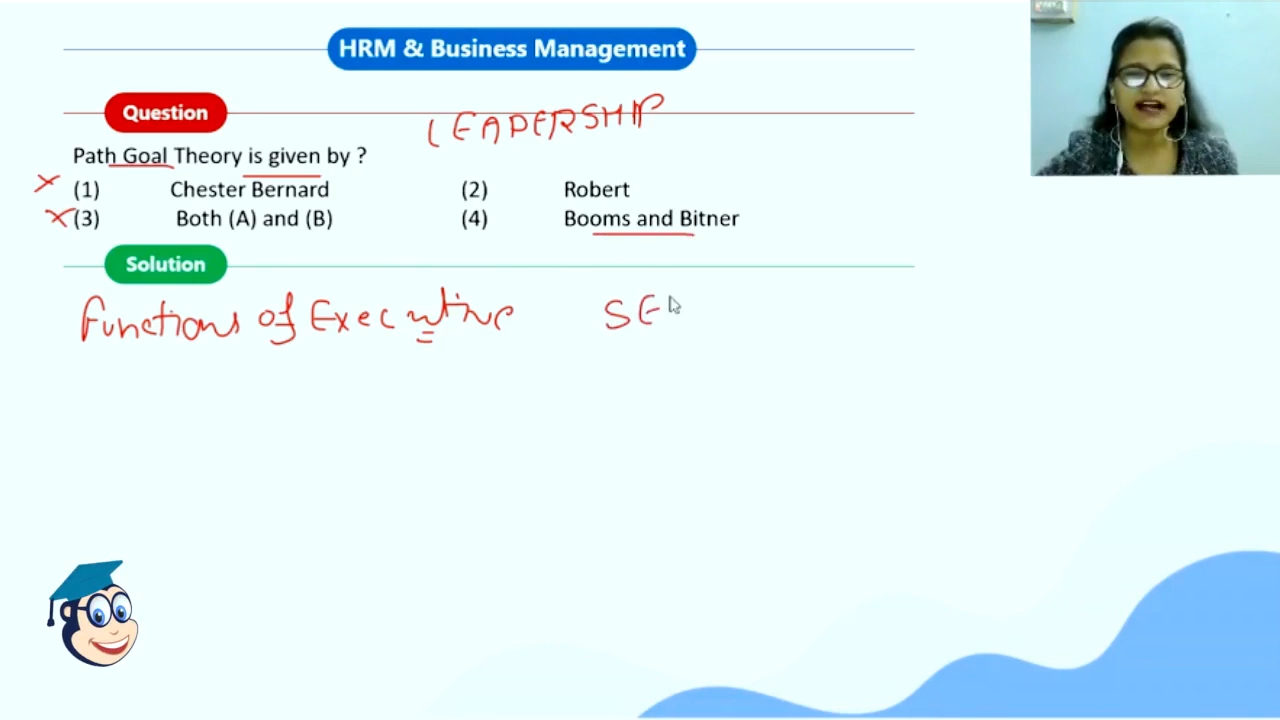 HRM & Business Management
Question
LEADERSHIP
Path Goal Theory is given by ?
(1) Chester Bernard (2) Robert
(3) Both (A) and (B) (4) Booms and Bitner
Solution
Functions of Executive SE